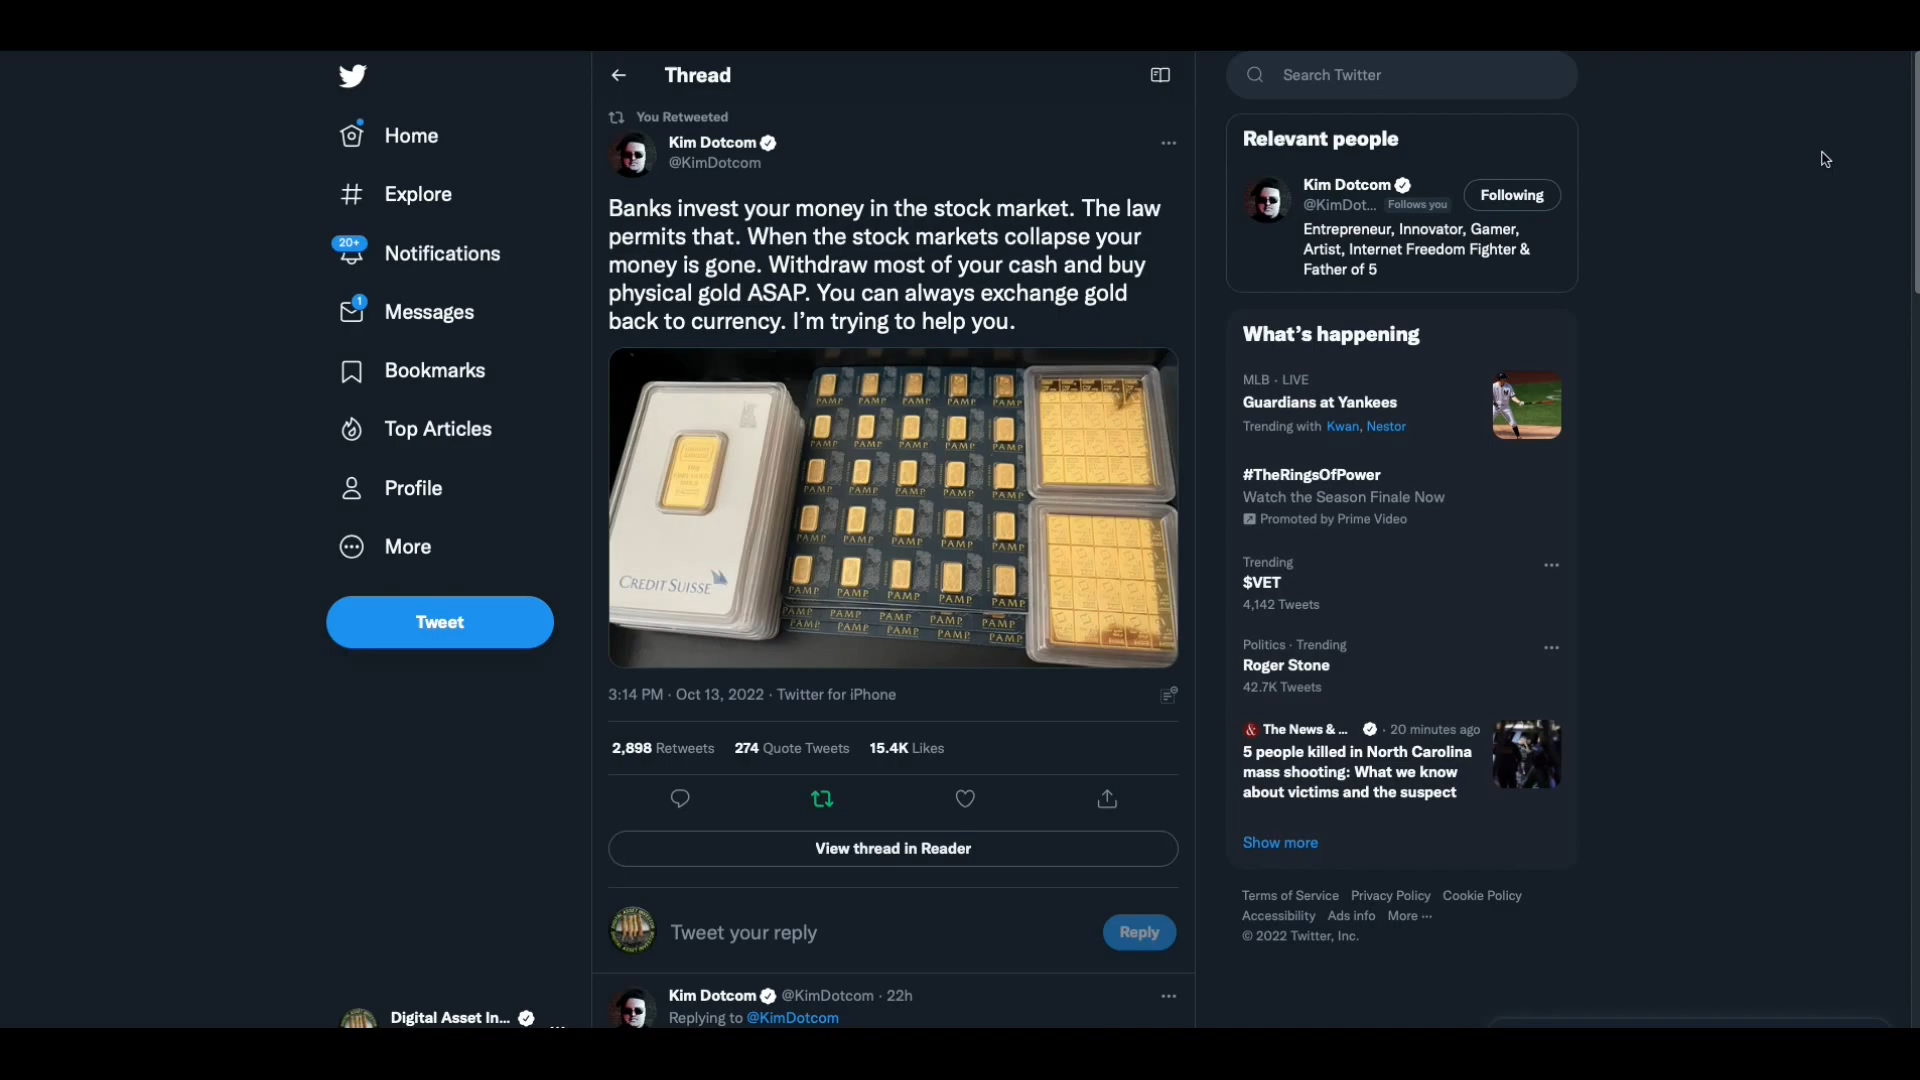 Home
Explore
20+
Notifications
1
Messages
Bookmarks
Top Articles
Profile
More
Tweet
Digital Asset In...
Thread
You Retweeted
Kim Dotcom
@KimDotcom
Banks invest your money in the stock market. The law
permits that. When the stock markets collapse your
money is gone. Withdraw most of your cash and buy
physical gold ASAP. You can always exchange gold
back to currency. I'm trying to help you.
CREDIT SUISSE
PAMP
3:14 PM · Oct 13, 2022 · Twitter for iPhone
2,898 Retweets 274 Quote Tweets 15.4K Likes
View thread in Reader
Tweet your reply
Reply
Kim Dotcom @KimDotcom · 22h
Replying to @KimDotcom
Search Twitter
Relevant people
Kim Dotcom
@KimDot... Follows you
Following
Entrepreneur, Innovator, Gamer,
Artist, Internet Freedom Fighter &
Father of 5
What's happening
MLB · LIVE
Guardians at Yankees
Trending with Kwan, Nestor
#TheRingsOfPower
Watch the Season Finale Now
Promoted by Prime Video
Trending
$VET
4,142 Tweets
Politics · Trending
Roger Stone
42.7K Tweets
The News & ... · 20 minutes ago
5 people killed in North Carolina
mass shooting: What we know
about victims and the suspect
Show more
Terms of Service Privacy Policy Cookie Policy
Accessibility Ads info More ...
© 2022 Twitter, Inc.